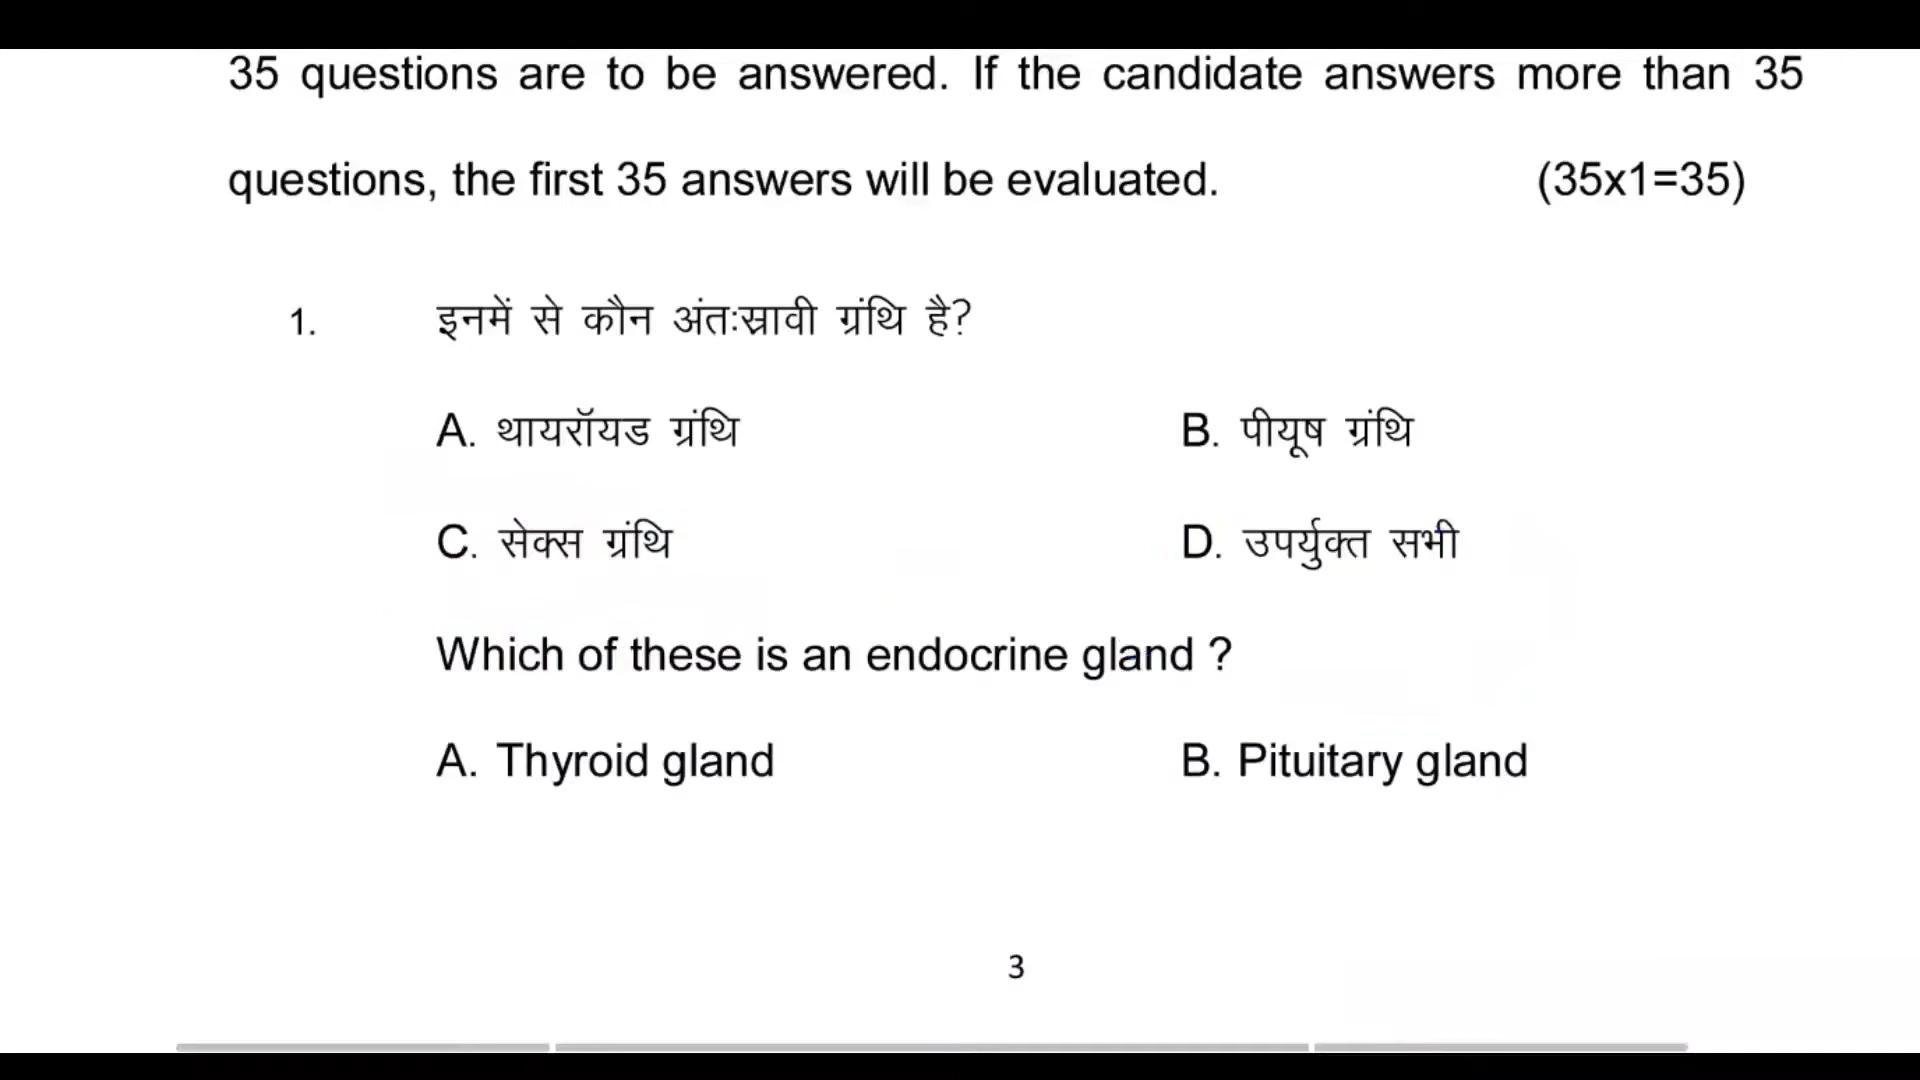 35 questions are to be answered. If the candidate answers more than 35
questions, the first 35 answers will be evaluated. (35x1=35)
1. इनमें से कौन अंतःस्रावी ग्रंथि है?
A. थायरॉयड ग्रंथि B. पीयूष ग्रंथि
C. सेक्स ग्रंथि D. उपर्युक्त सभी
Which of these is an endocrine gland ?
A. Thyroid gland B. Pituitary gland
3